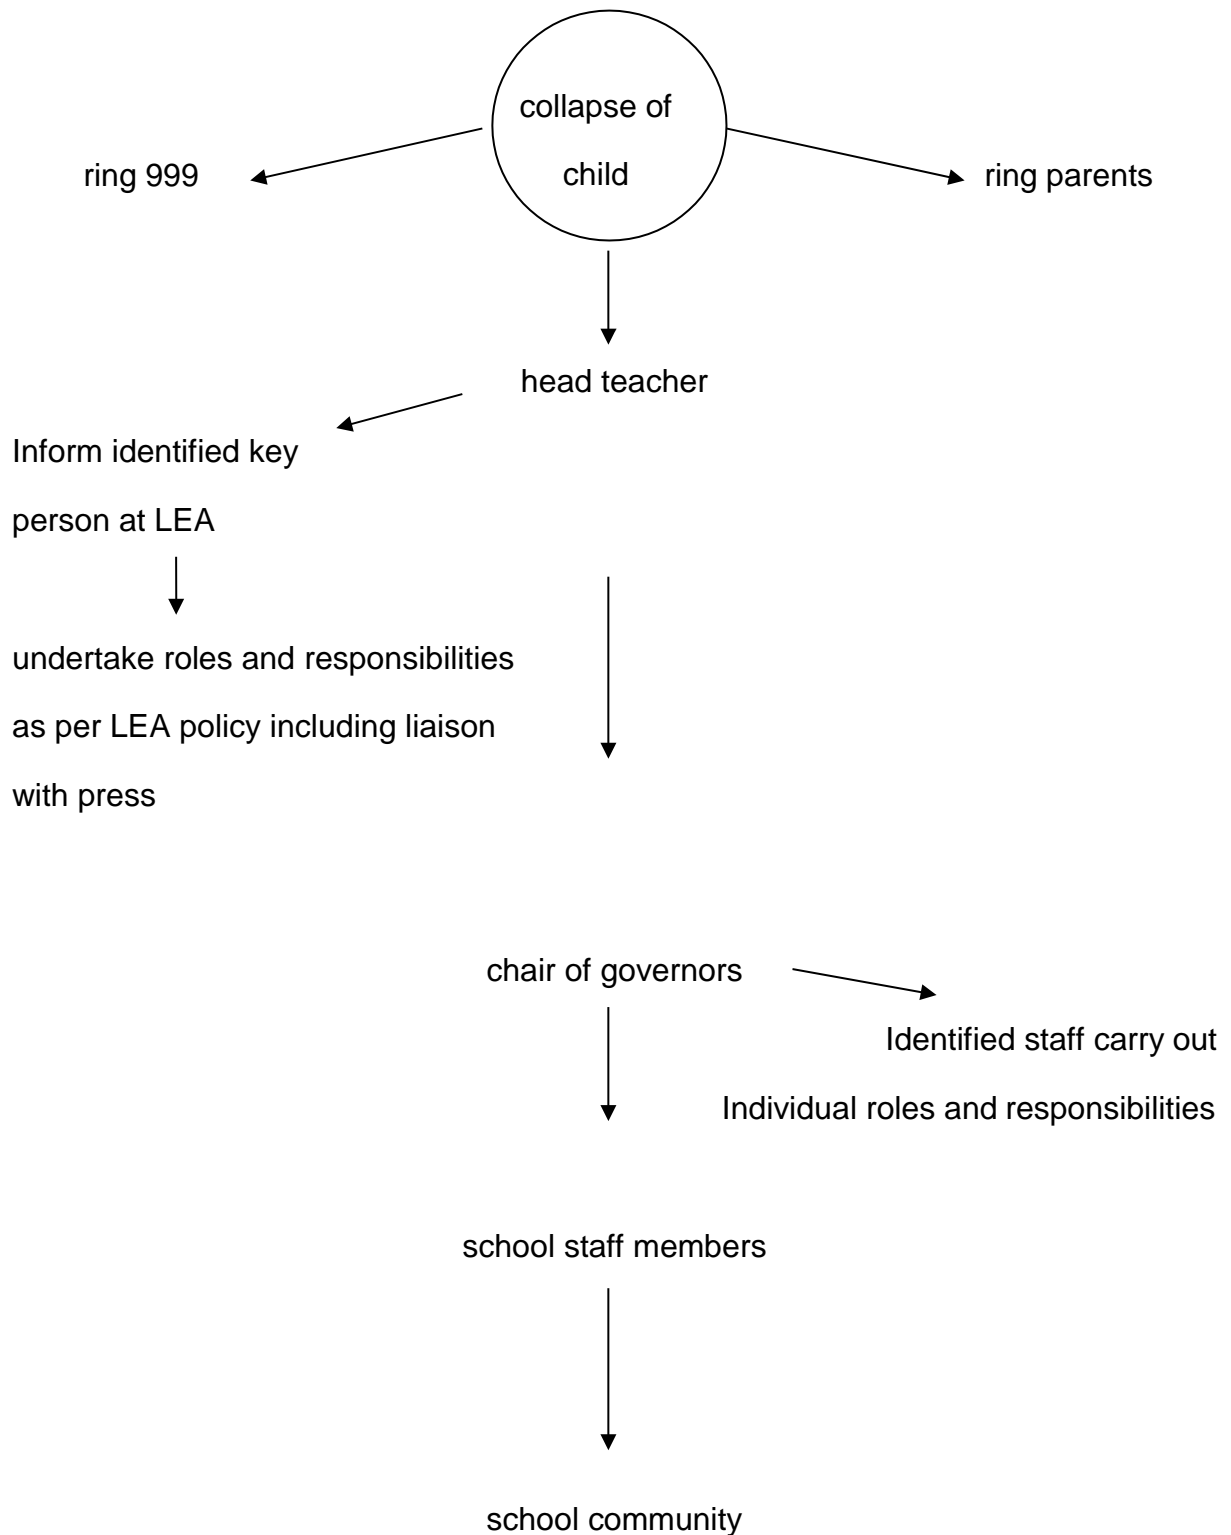 collapse of
child
ring 999
ring parents
head teacher
Inform identified key
person at LEA
undertake roles and responsibilities
as per LEA policy including liaison
with press
chair of governors
Identified staff carry out
Individual roles and responsibilities
school staff members
school community